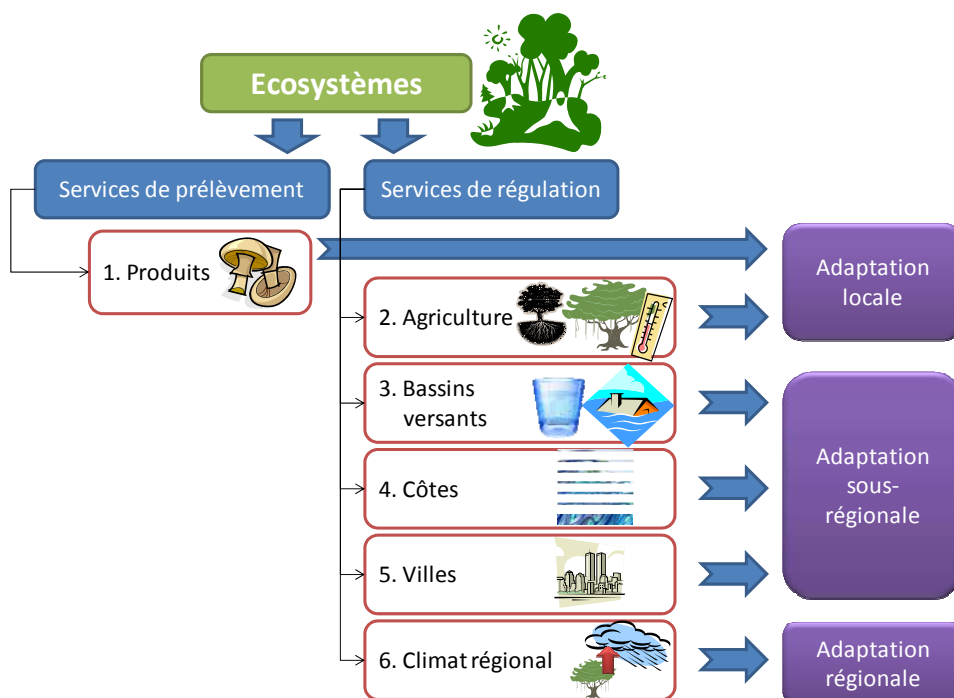 Ecosystèmes
Services de prélèvement
Services de régulation
1. Produits
Adaptation
locale
2. Agriculture
3. Bassins
versants
4. Côtes
Adaptation
sous-
régionale
5. Villes
6. Climat régional
Adaptation
régionale